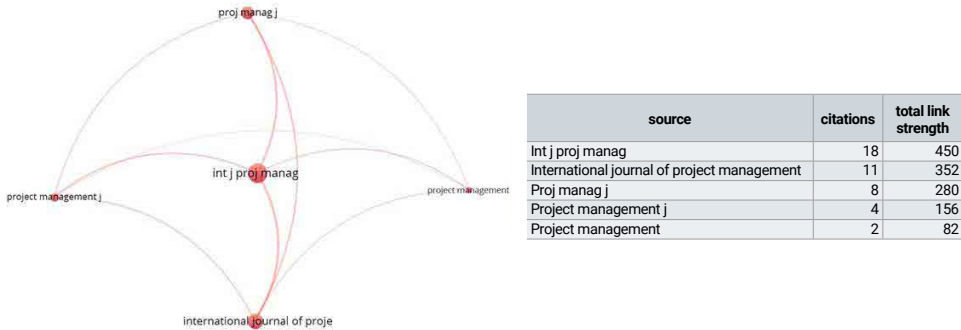 proj manag j
int j proj manag
project management j
project management
international journal of proje
source citations total link strength
Int j proj manag 18 450
International journal of project management 11 352
Proj manag j 8 280
Project management j 4 156
Project management 2 82